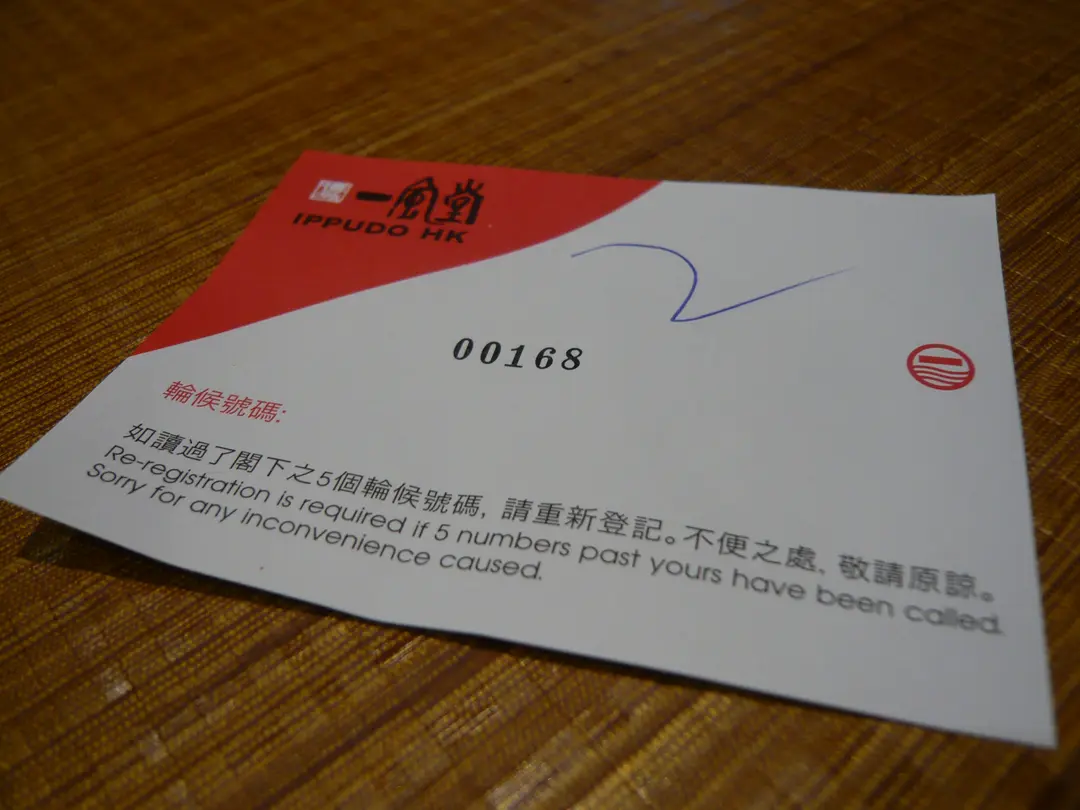 一風堂
IPPUDO HK
2
00168
輪候號碼:
如讀過了閣下之5個輪候號碼, 請重新登記。不便之處, 敬請原諒。
Re-registration is required if 5 numbers past yours have been called.
Sorry for any inconvenience caused.